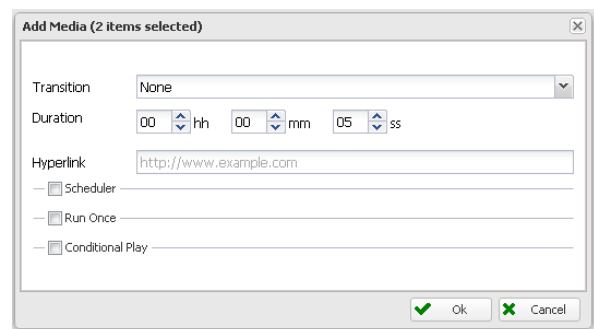 Add Media (2 items selected)
Transition None
Duration 00 hh 00 mm 05 ss
Hyperlink http://www.example.com
Scheduler
Run Once
Conditional Play
Ok Cancel